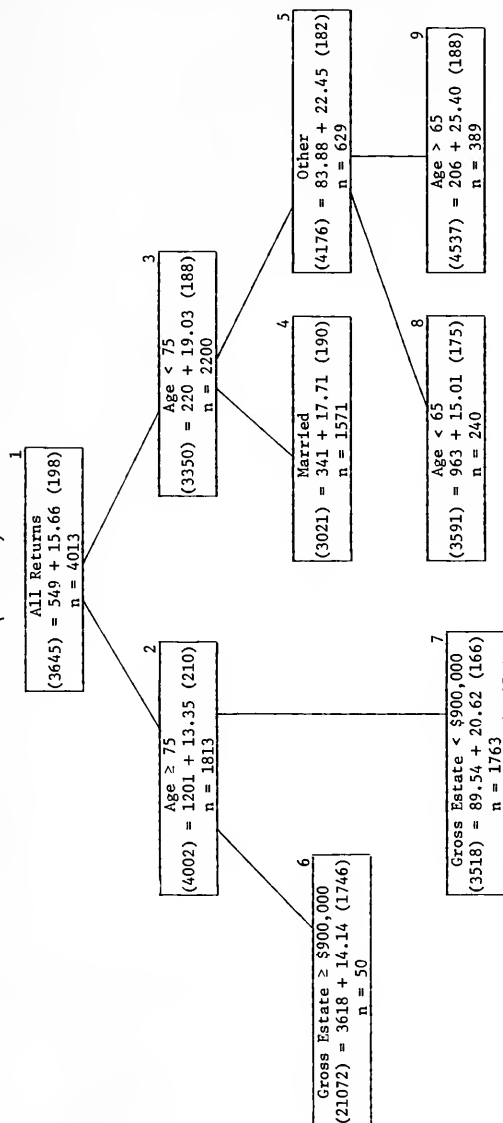 1
All Returns
(3645) = 549 + 15.66 (198)
n = 4013
2
Age ≥ 75
(4002) = 1201 + 13.35 (210)
n = 1813
3
Age < 75
(3350) = 220 + 19.03 (188)
n = 2200
4
Married
(3021) = 341 + 17.71 (190)
n = 1571
5
Other
(4176) = 83.88 + 22.45 (182)
n = 629
6
Gross Estate ≥ $900,000
(21072) = 3618 + 14.14 (1746)
n = 50
7
Gross Estate < $900,000
(3518) = 89.54 + 20.62 (166)
n = 1763
8
Age < 65
(3591) = 963 + 15.01 (175)
n = 240
9
Age > 65
(4537) = 206 + 25.40 (188)
n = 389